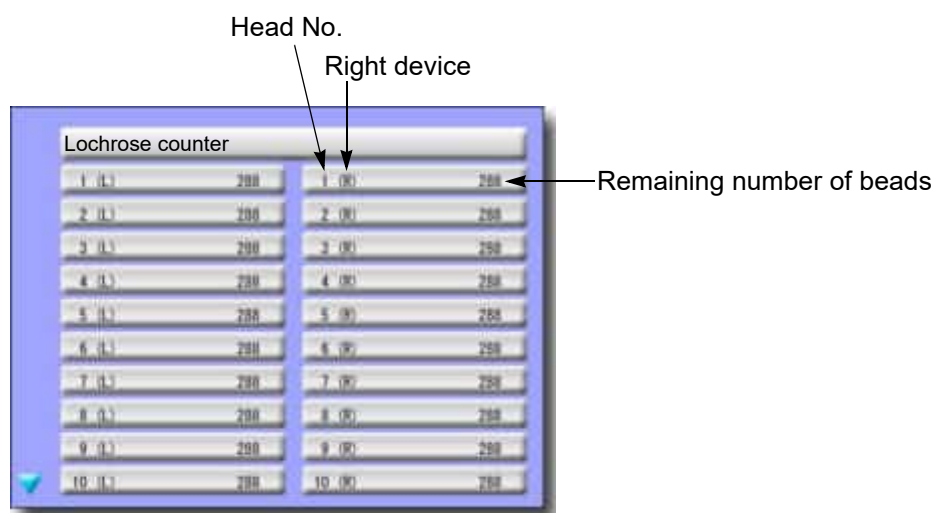 Head No.
Right device
Lochrose counter
Remaining number of beads
1 (L) 288 1 (R) 288
2 (L) 288 2 (R) 288
3 (L) 288 3 (R) 288
4 (L) 288 4 (R) 288
5 (L) 288 5 (R) 288
6 (L) 288 6 (R) 288
7 (L) 288 7 (R) 288
8 (L) 288 8 (R) 288
9 (L) 288 9 (R) 288
10 (L) 288 10 (R) 288